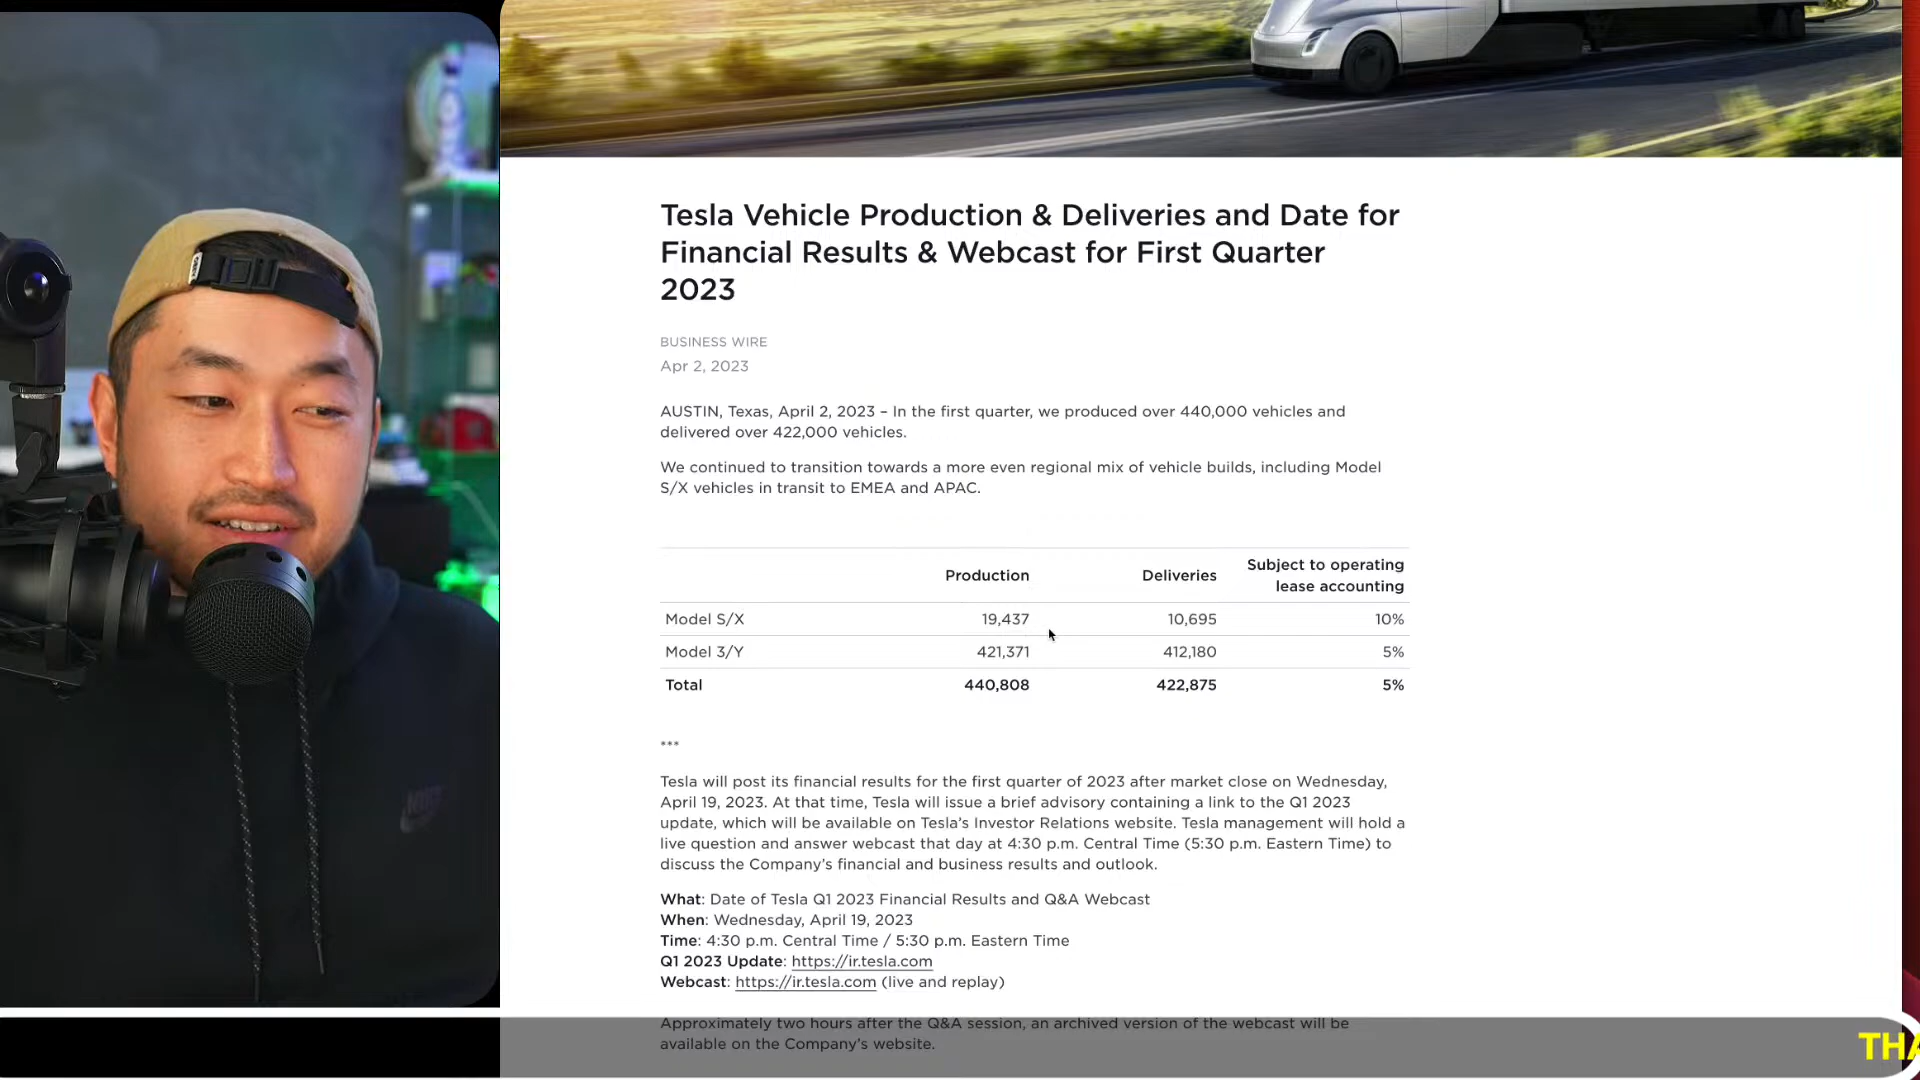 Tesla Vehicle Production & Deliveries and Date for
Financial Results & Webcast for First Quarter
2023
BUSINESS WIRE
Apr 2, 2023
AUSTIN, Texas, April 2, 2023 – In the first quarter, we produced over 440,000 vehicles and
delivered over 422,000 vehicles.
We continued to transition towards a more even regional mix of vehicle builds, including Model
S/X vehicles in transit to EMEA and APAC.
Production Deliveries Subject to operating
lease accounting
Model S/X 19,437 10,695 10%
Model 3/Y 421,371 412,180 5%
Total 440,808 422,875 5%
***
Tesla will post its financial results for the first quarter of 2023 after market close on Wednesday,
April 19, 2023. At that time, Tesla will issue a brief advisory containing a link to the Q1 2023
update, which will be available on Tesla’s Investor Relations website. Tesla management will hold a
live question and answer webcast that day at 4:30 p.m. Central Time (5:30 p.m. Eastern Time) to
discuss the Company’s financial and business results and outlook.
What: Date of Tesla Q1 2023 Financial Results and Q&A Webcast
When: Wednesday, April 19, 2023
Time: 4:30 p.m. Central Time / 5:30 p.m. Eastern Time
Q1 2023 Update: https://ir.tesla.com
Webcast: https://ir.tesla.com (live and replay)
Approximately two hours after the Q&A session, an archived version of the webcast will be
available on the Company’s website.